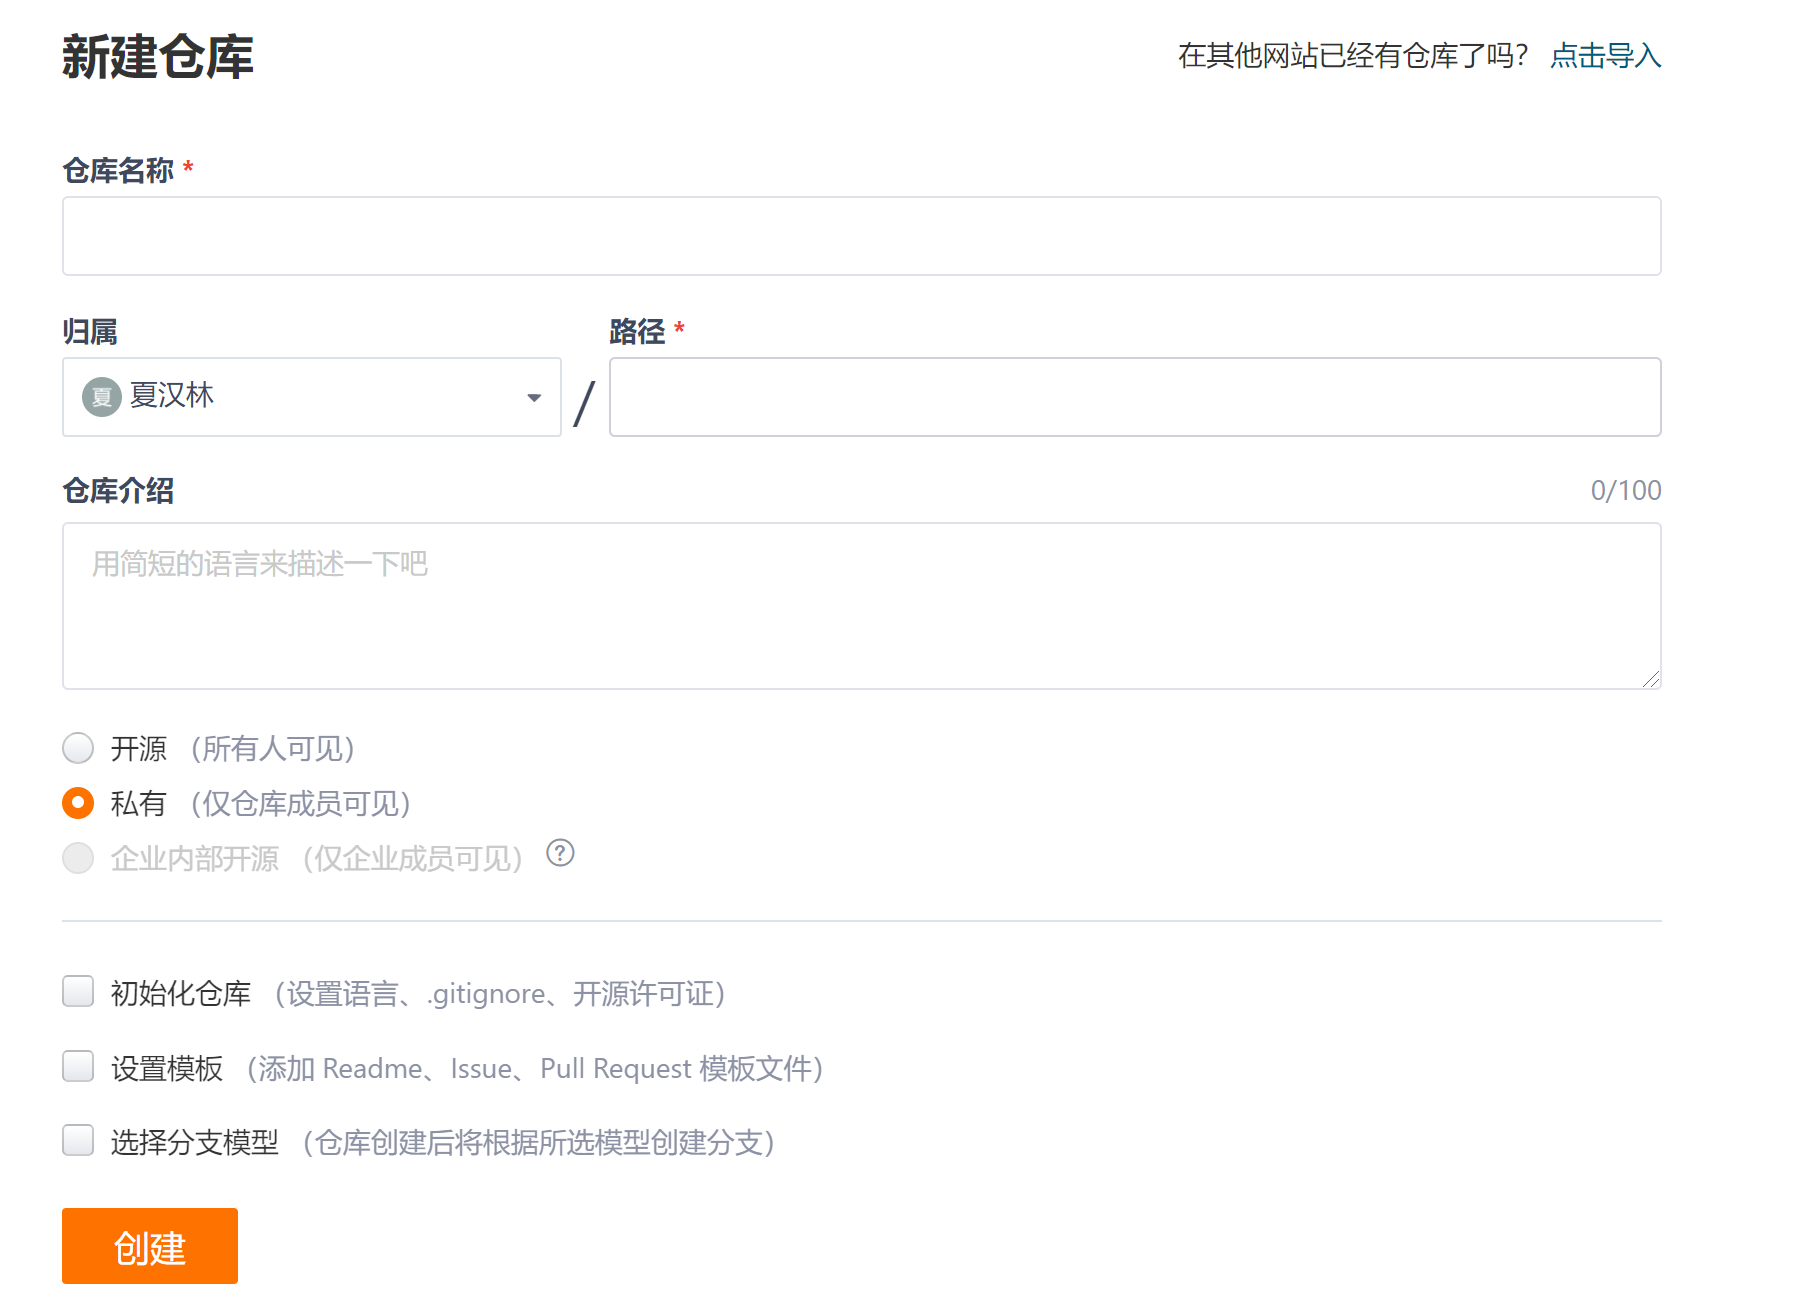 新建仓库
在其他网站已经有仓库了吗？ 点击导入
仓库名称 *
归属
路径 *
夏 夏汉林
/
仓库介绍
0/100
用简短的语言来描述一下吧
开源 （所有人可见）
私有 （仅仓库成员可见）
企业内部开源 （仅企业成员可见） ?
初始化仓库 （设置语言、.gitignore、开源许可证）
设置模板 （添加 Readme、Issue、Pull Request 模板文件）
选择分支模型 （仓库创建后将根据所选模型创建分支）
创建